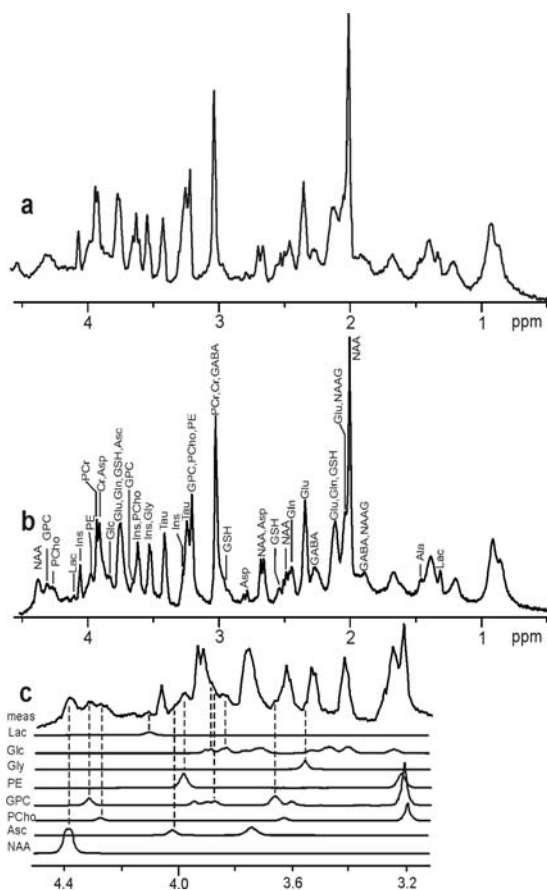 a
4
3
2
1
ppm
b
NAA
GPC
PCho
Lac
Ins
PE
PCr
Cr,Asp
Glc
Glu,Gln,GSH,Asc
GPC
Ins,PCho
Ins,Gly
Tau
Ins
Tau
GPC,PCho,PE
PCr,Cr,GABA
GSH
Asp
NAA,Asp
GSH
NAA
Gln
Glu
GABA
Glu,Gln,GSH
Glu,NAAG
NAA
GABA,NAAG
Ala
Lac
4
3
2
1
ppm
c
meas
Lac
Glc
Gly
PE
GPC
PCho
Asc
NAA
4.4
4.0
3.6
3.2